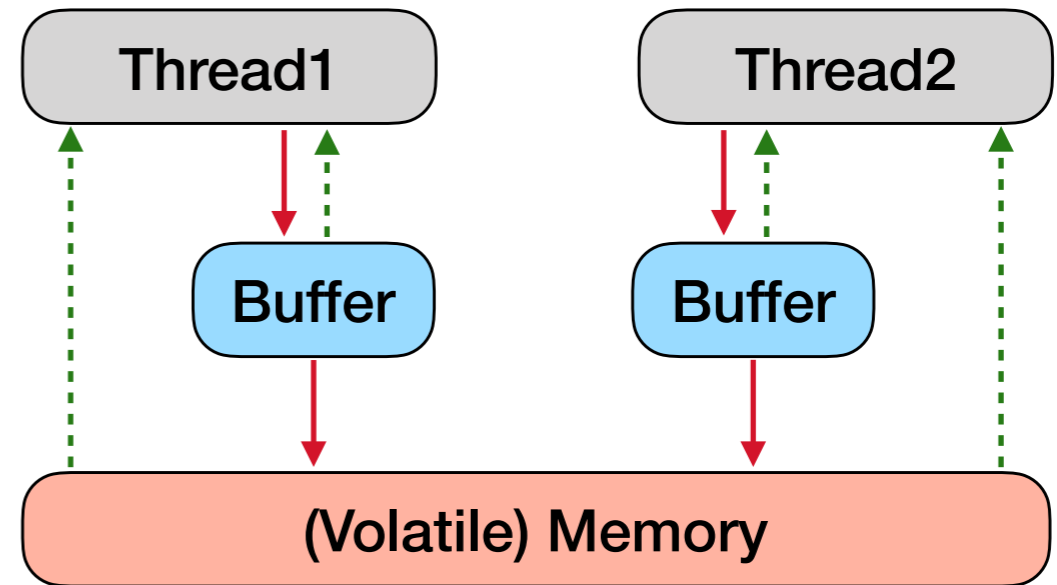 Thread1
Thread2
Buffer
Buffer
(Volatile) Memory